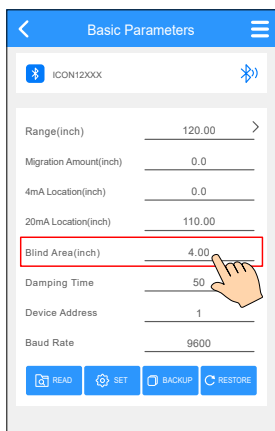 Basic Parameters
ICON12XXX
Range(inch) 120.00
Migration Amount(inch) 0.0
4mA Location(inch) 0.0
20mA Location(inch) 110.00
Blind Area(inch) 4.00
Damping Time 50
Device Address 1
Baud Rate 9600
READ SET BACKUP RESTORE